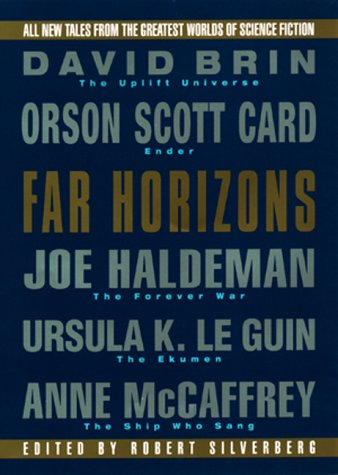 ALL NEW TALES FROM THE GREATEST WORLDS OF SCIENCE FICTION
DAVID BRIN
The Uplift Universe
ORSON SCOTT CARD
Ender
FAR HORIZONS
JOE HALDEMAN
The Forever War
URSULA K. LE GUIN
The Ekumen
ANNE McCAFFREY
The Ship Who Sang
EDITED BY ROBERT SILVERBERG